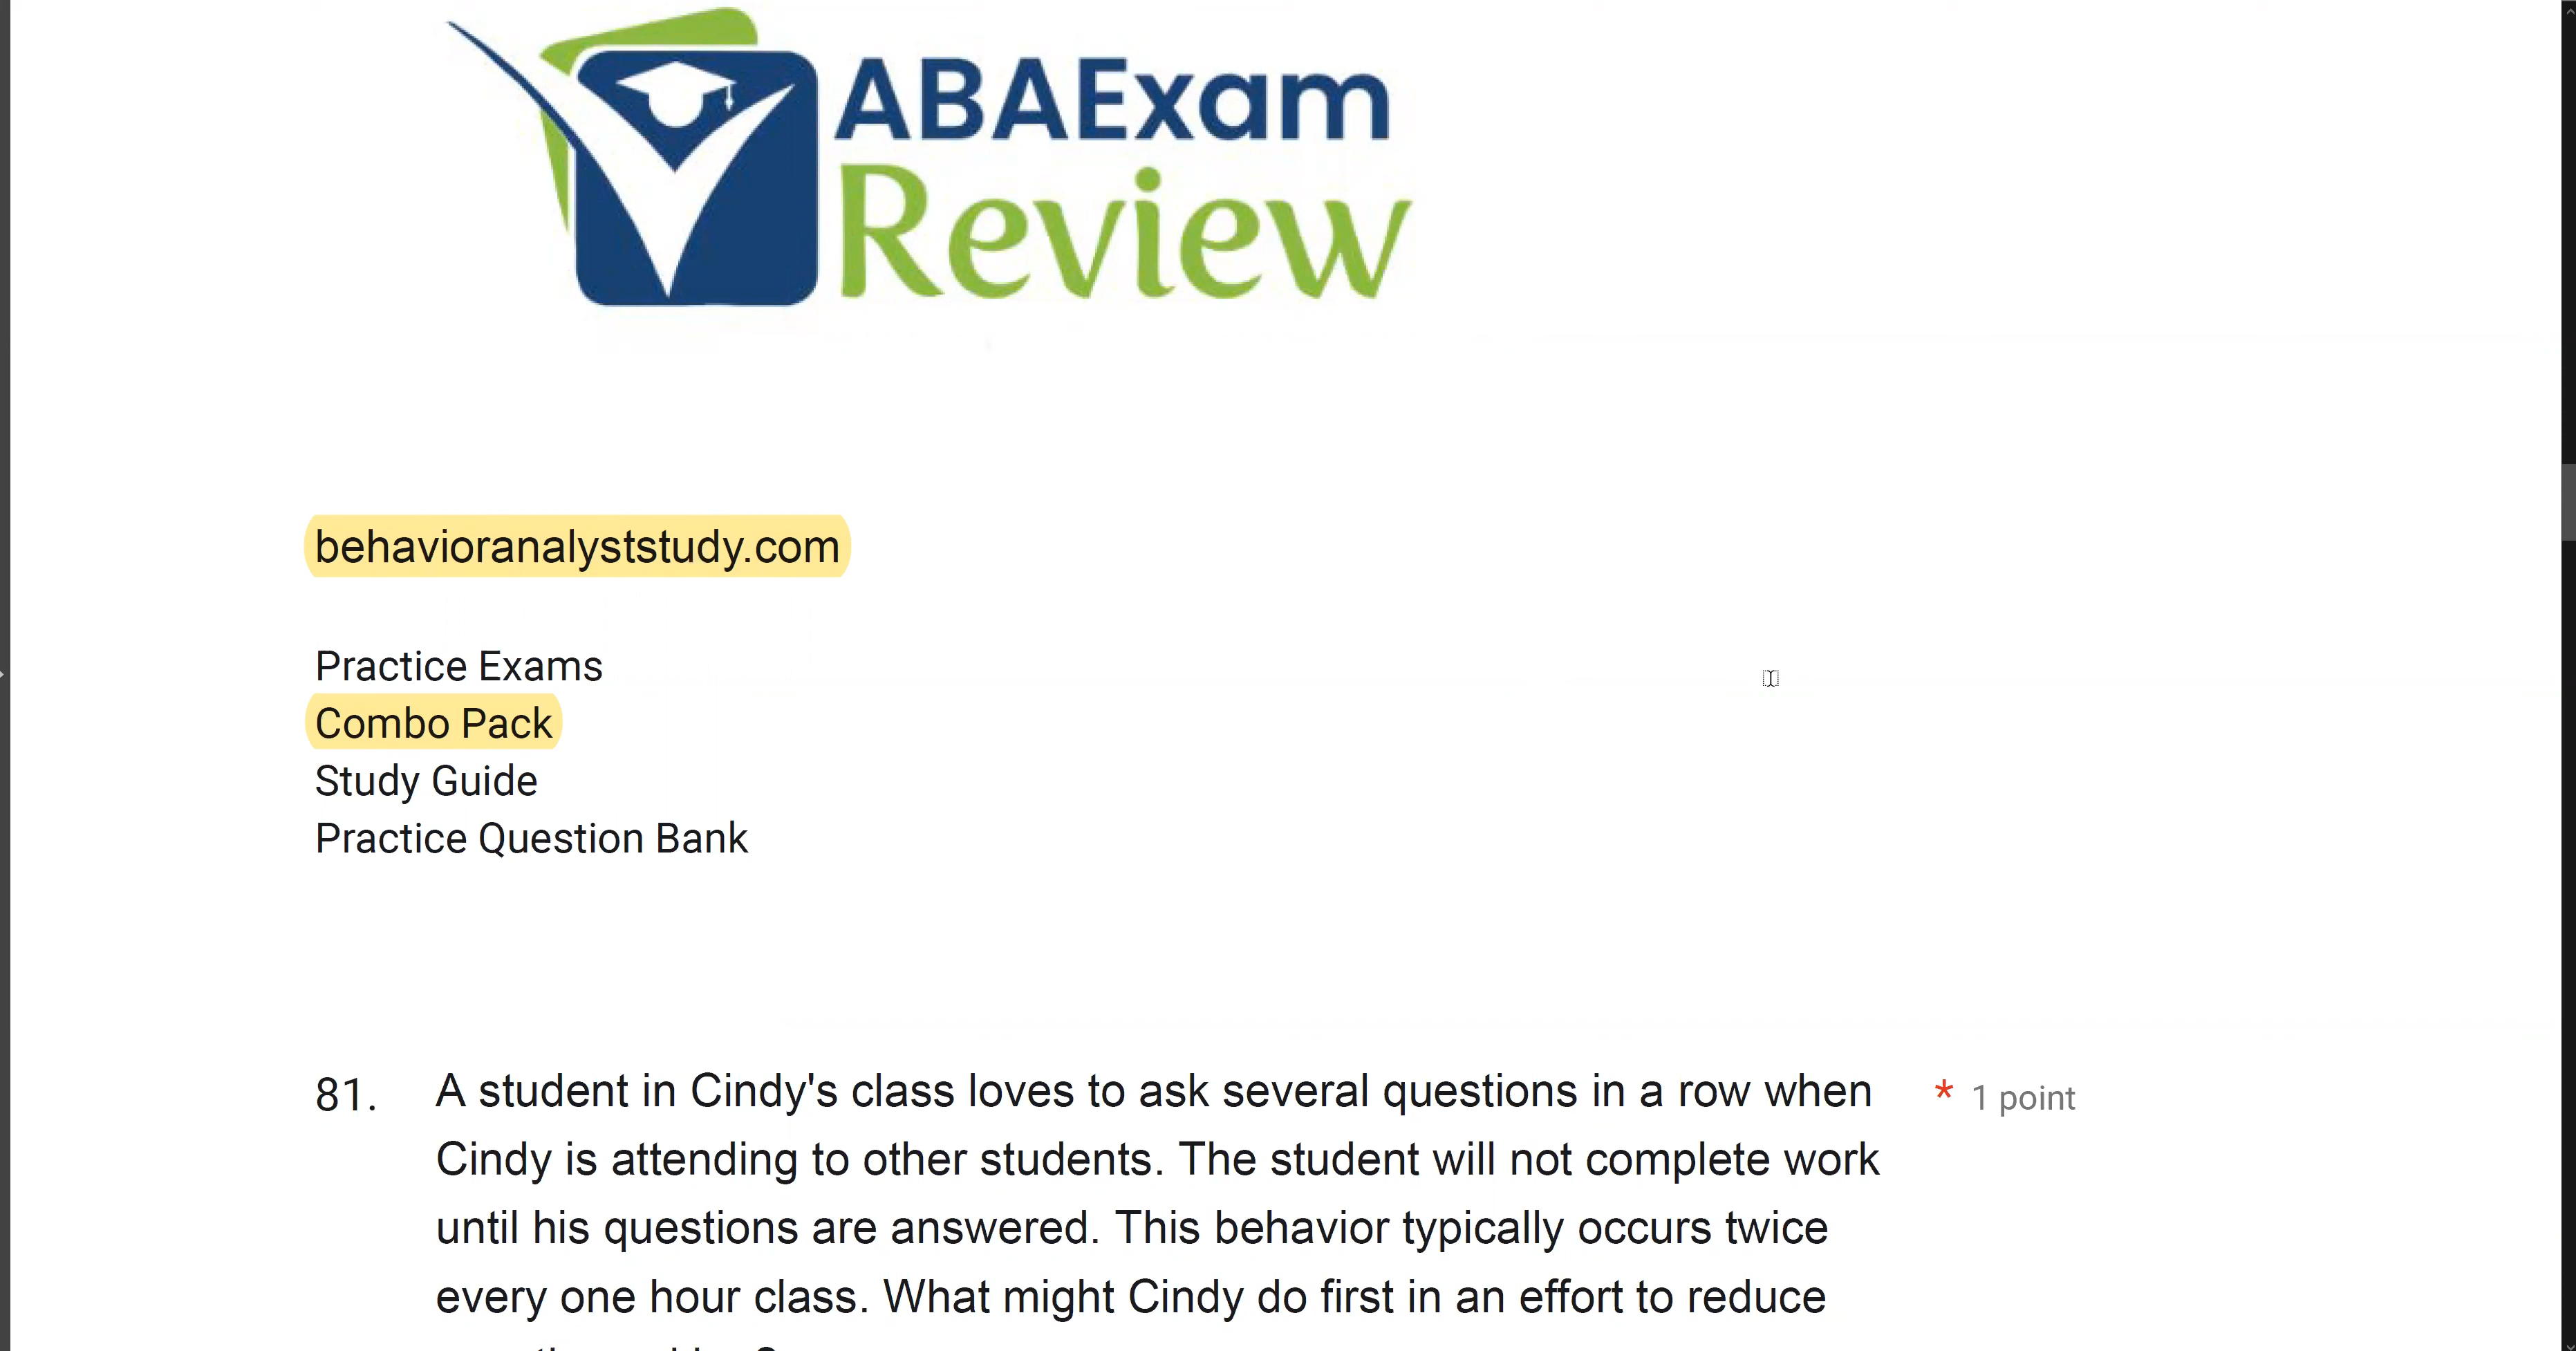 ABAExam
Review
behavioranalyststudy.com
Practice Exams
Combo Pack
Study Guide
Practice Question Bank
81. A student in Cindy's class loves to ask several questions in a row when * 1 point
Cindy is attending to other students. The student will not complete work
until his questions are answered. This behavior typically occurs twice
every one hour class. What might Cindy do first in an effort to reduce